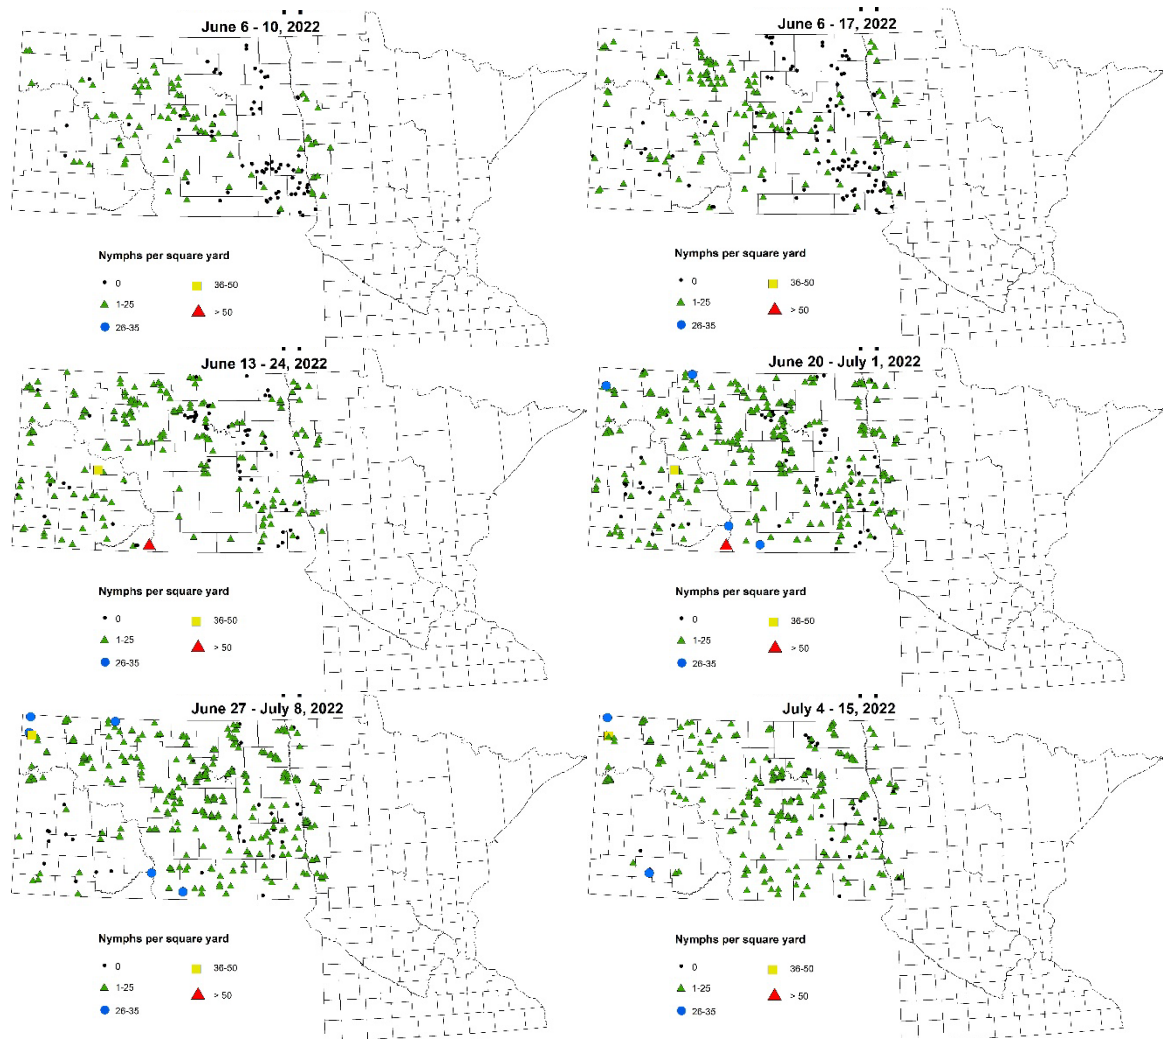 June 6 - 10, 2022
Nymphs per square yard
0
36-50
1-25
> 50
26-35
June 6 - 17, 2022
Nymphs per square yard
0
36-50
1-25
> 50
26-35
June 13 - 24, 2022
Nymphs per square yard
0
36-50
1-25
> 50
26-35
June 20 - July 1, 2022
Nymphs per square yard
0
36-50
1-25
> 50
26-35
June 27 - July 8, 2022
Nymphs per square yard
0
36-50
1-25
> 50
26-35
July 4 - 15, 2022
Nymphs per square yard
0
36-50
1-25
> 50
26-35